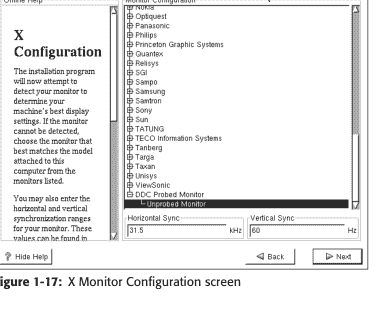 Online Help
X
Configuration
The installation program
will now attempt to
detect your monitor to
determine your
machine's best display
settings. If the monitor
cannot be detected,
choose the monitor that
best matches the model
attached to this
computer from the
monitors listed.
You may also enter the
horizontal and vertical
synchronization ranges
for your monitor. These
values can be found in
Monitor Configuration
Nokia
Optiquest
Panasonic
Philips
Princeton Graphic Systems
Quantex
Relisys
SGI
Sampo
Samsung
Samtron
Sony
Sun
TATUNG
TECO Information Systems
Tanberg
Targa
Taxan
Unisys
ViewSonic
DDC Probed Monitor
Unprobed Monitor
Horizontal Sync
31.5 kHz
Vertical Sync
60 Hz
Hide Help
Back
Next
igure 1-17: X Monitor Configuration screen